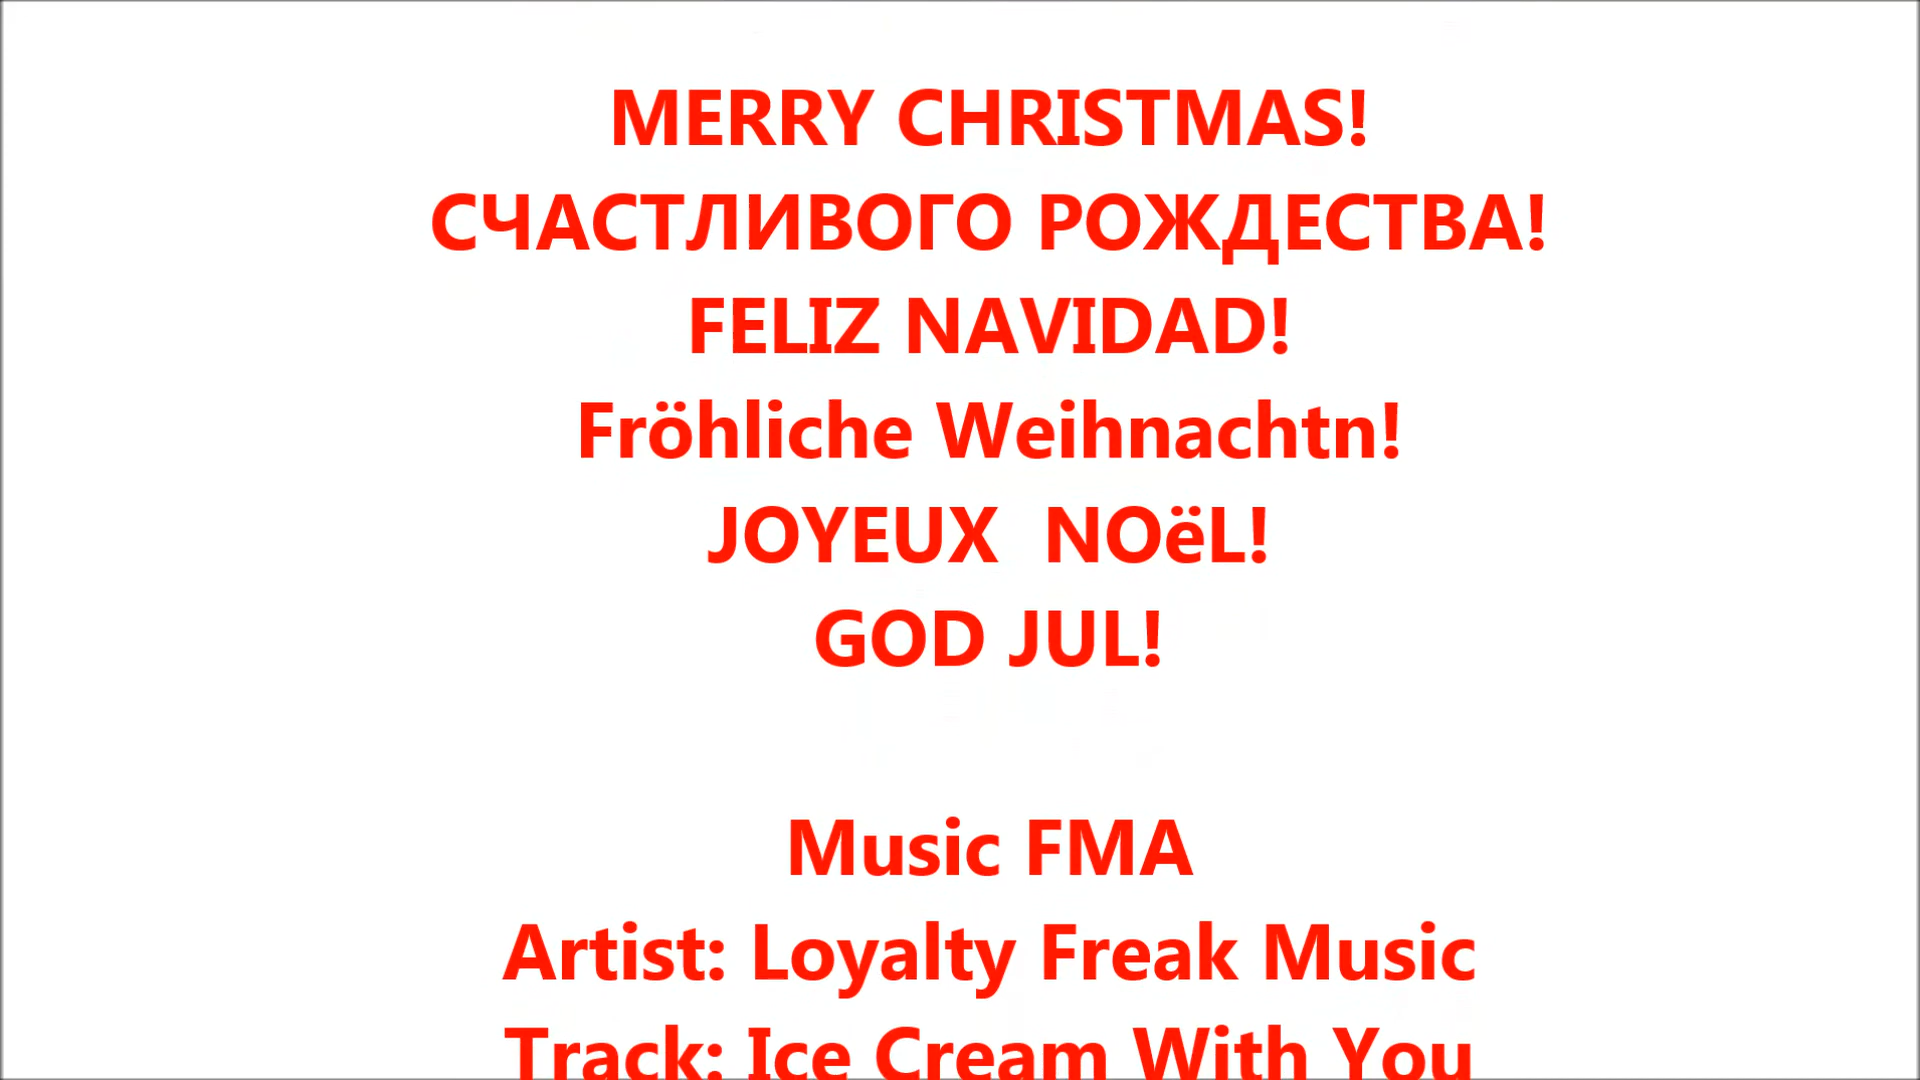 MERRY CHRISTMAS!
СЧАСТЛИВОГО РОЖДЕСТВА!
FELIZ NAVIDAD!
Fröhliche Weihnachtn!
JOYEUX  NOëL!
GOD JUL!
Music FMA
Artist: Loyalty Freak Music
Track: Ice Cream With You